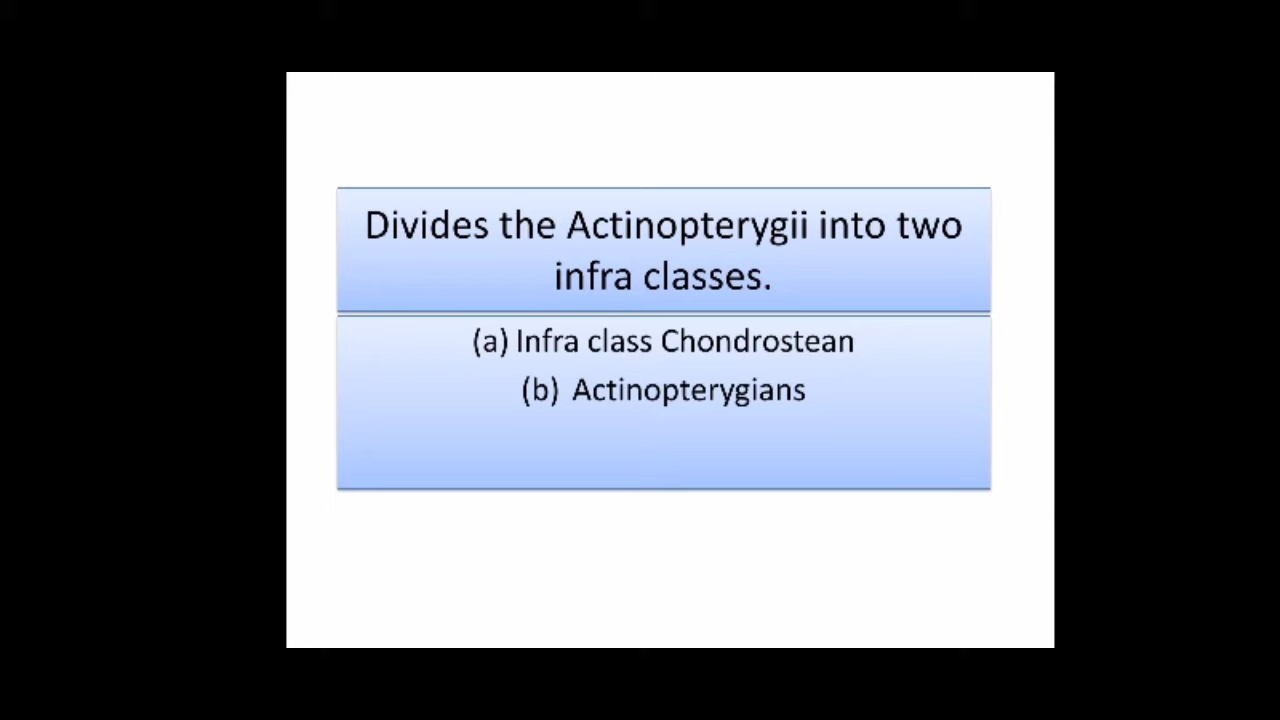 Divides the Actinopterygii into two
infra classes.
(a) Infra class Chondrostean
(b) Actinopterygians